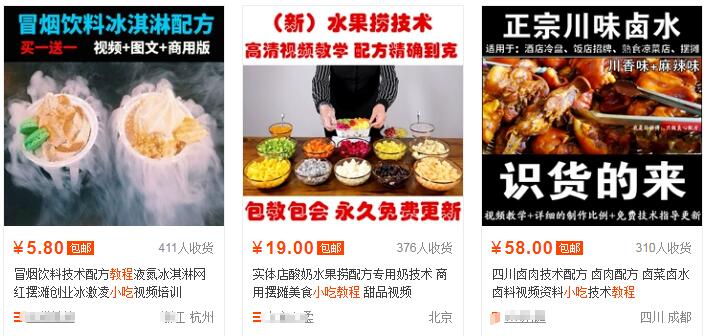 冒烟饮料冰淇淋配方
买一送一 视频+图文+商用版
¥5.80 包邮 411人收货
冒烟饮料技术配方教程液氮冰淇淋网
红摆滩创业冰激凌小吃视频培训
江 杭州
(新)水果捞技术
高清视频教学 配方精确到克
包教包会 永久免费更新
¥19.00 包邮 376人收货
实体店酸奶水果捞配方专用奶技术 商
用摆摊美食小吃教程 甜品视频
北京
正宗川味卤水
适用于:酒店冷盘、饭店招牌、熟食凉菜店、摆摊
川香味+麻辣味
识货的来
视频教学+详细的制作比例+免费技术指导更新
¥58.00 包邮 310人收货
四川卤肉技术配方 卤肉配方 卤菜卤水
卤料视频资料小吃技术教程
四川 成都